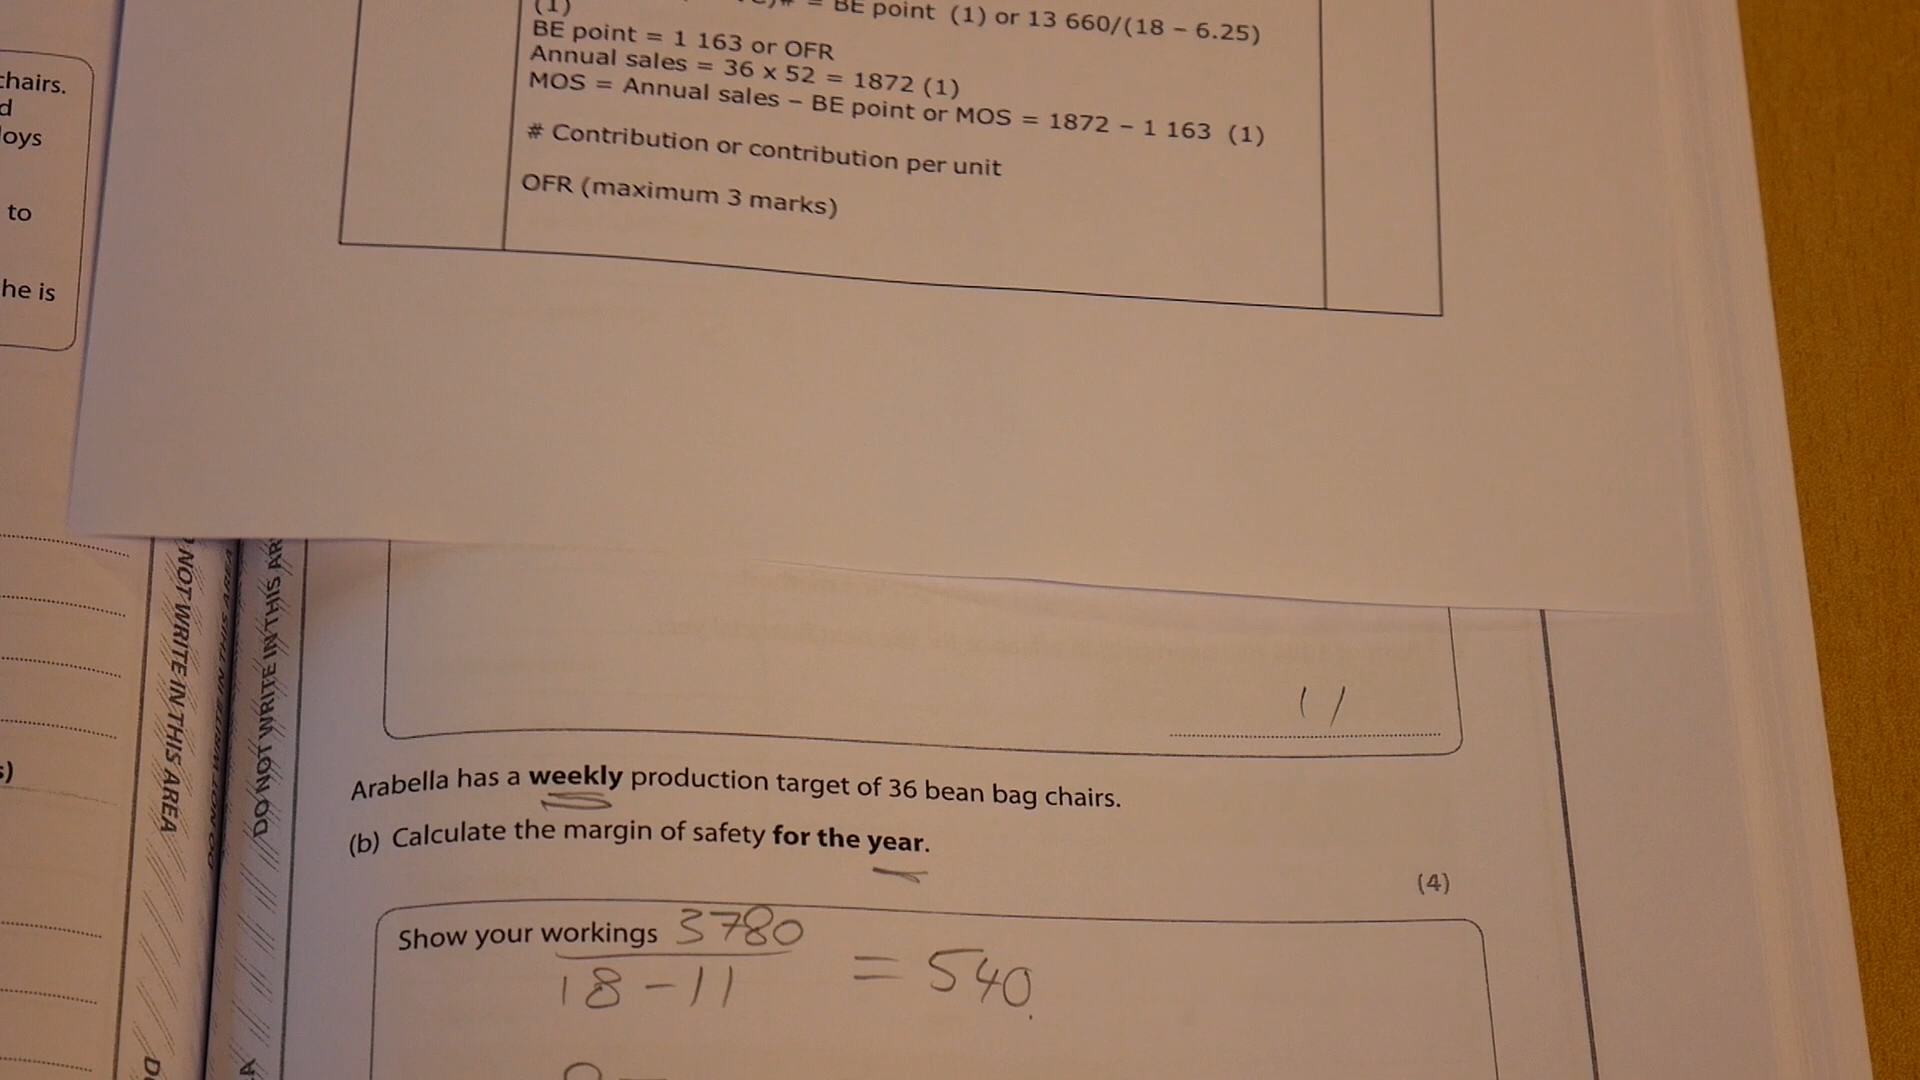 (1)
= BE point (1) or 13 660/(18 – 6.25)
BE point = 1 163 or OFR
Annual sales = 36 x 52 = 1872 (1)
MOS = Annual sales – BE point or MOS = 1872 – 1 163 (1)
# Contribution or contribution per unit
OFR (maximum 3 marks)
chairs.
d
loys
to
he is
NOT WRITE IN THIS AREA
DO NOT WRITE IN THIS AR
11
Arabella has a weekly production target of 36 bean bag chairs.
(b) Calculate the margin of safety for the year.
(4)
Show your workings 3780
18 – 11 = 540.